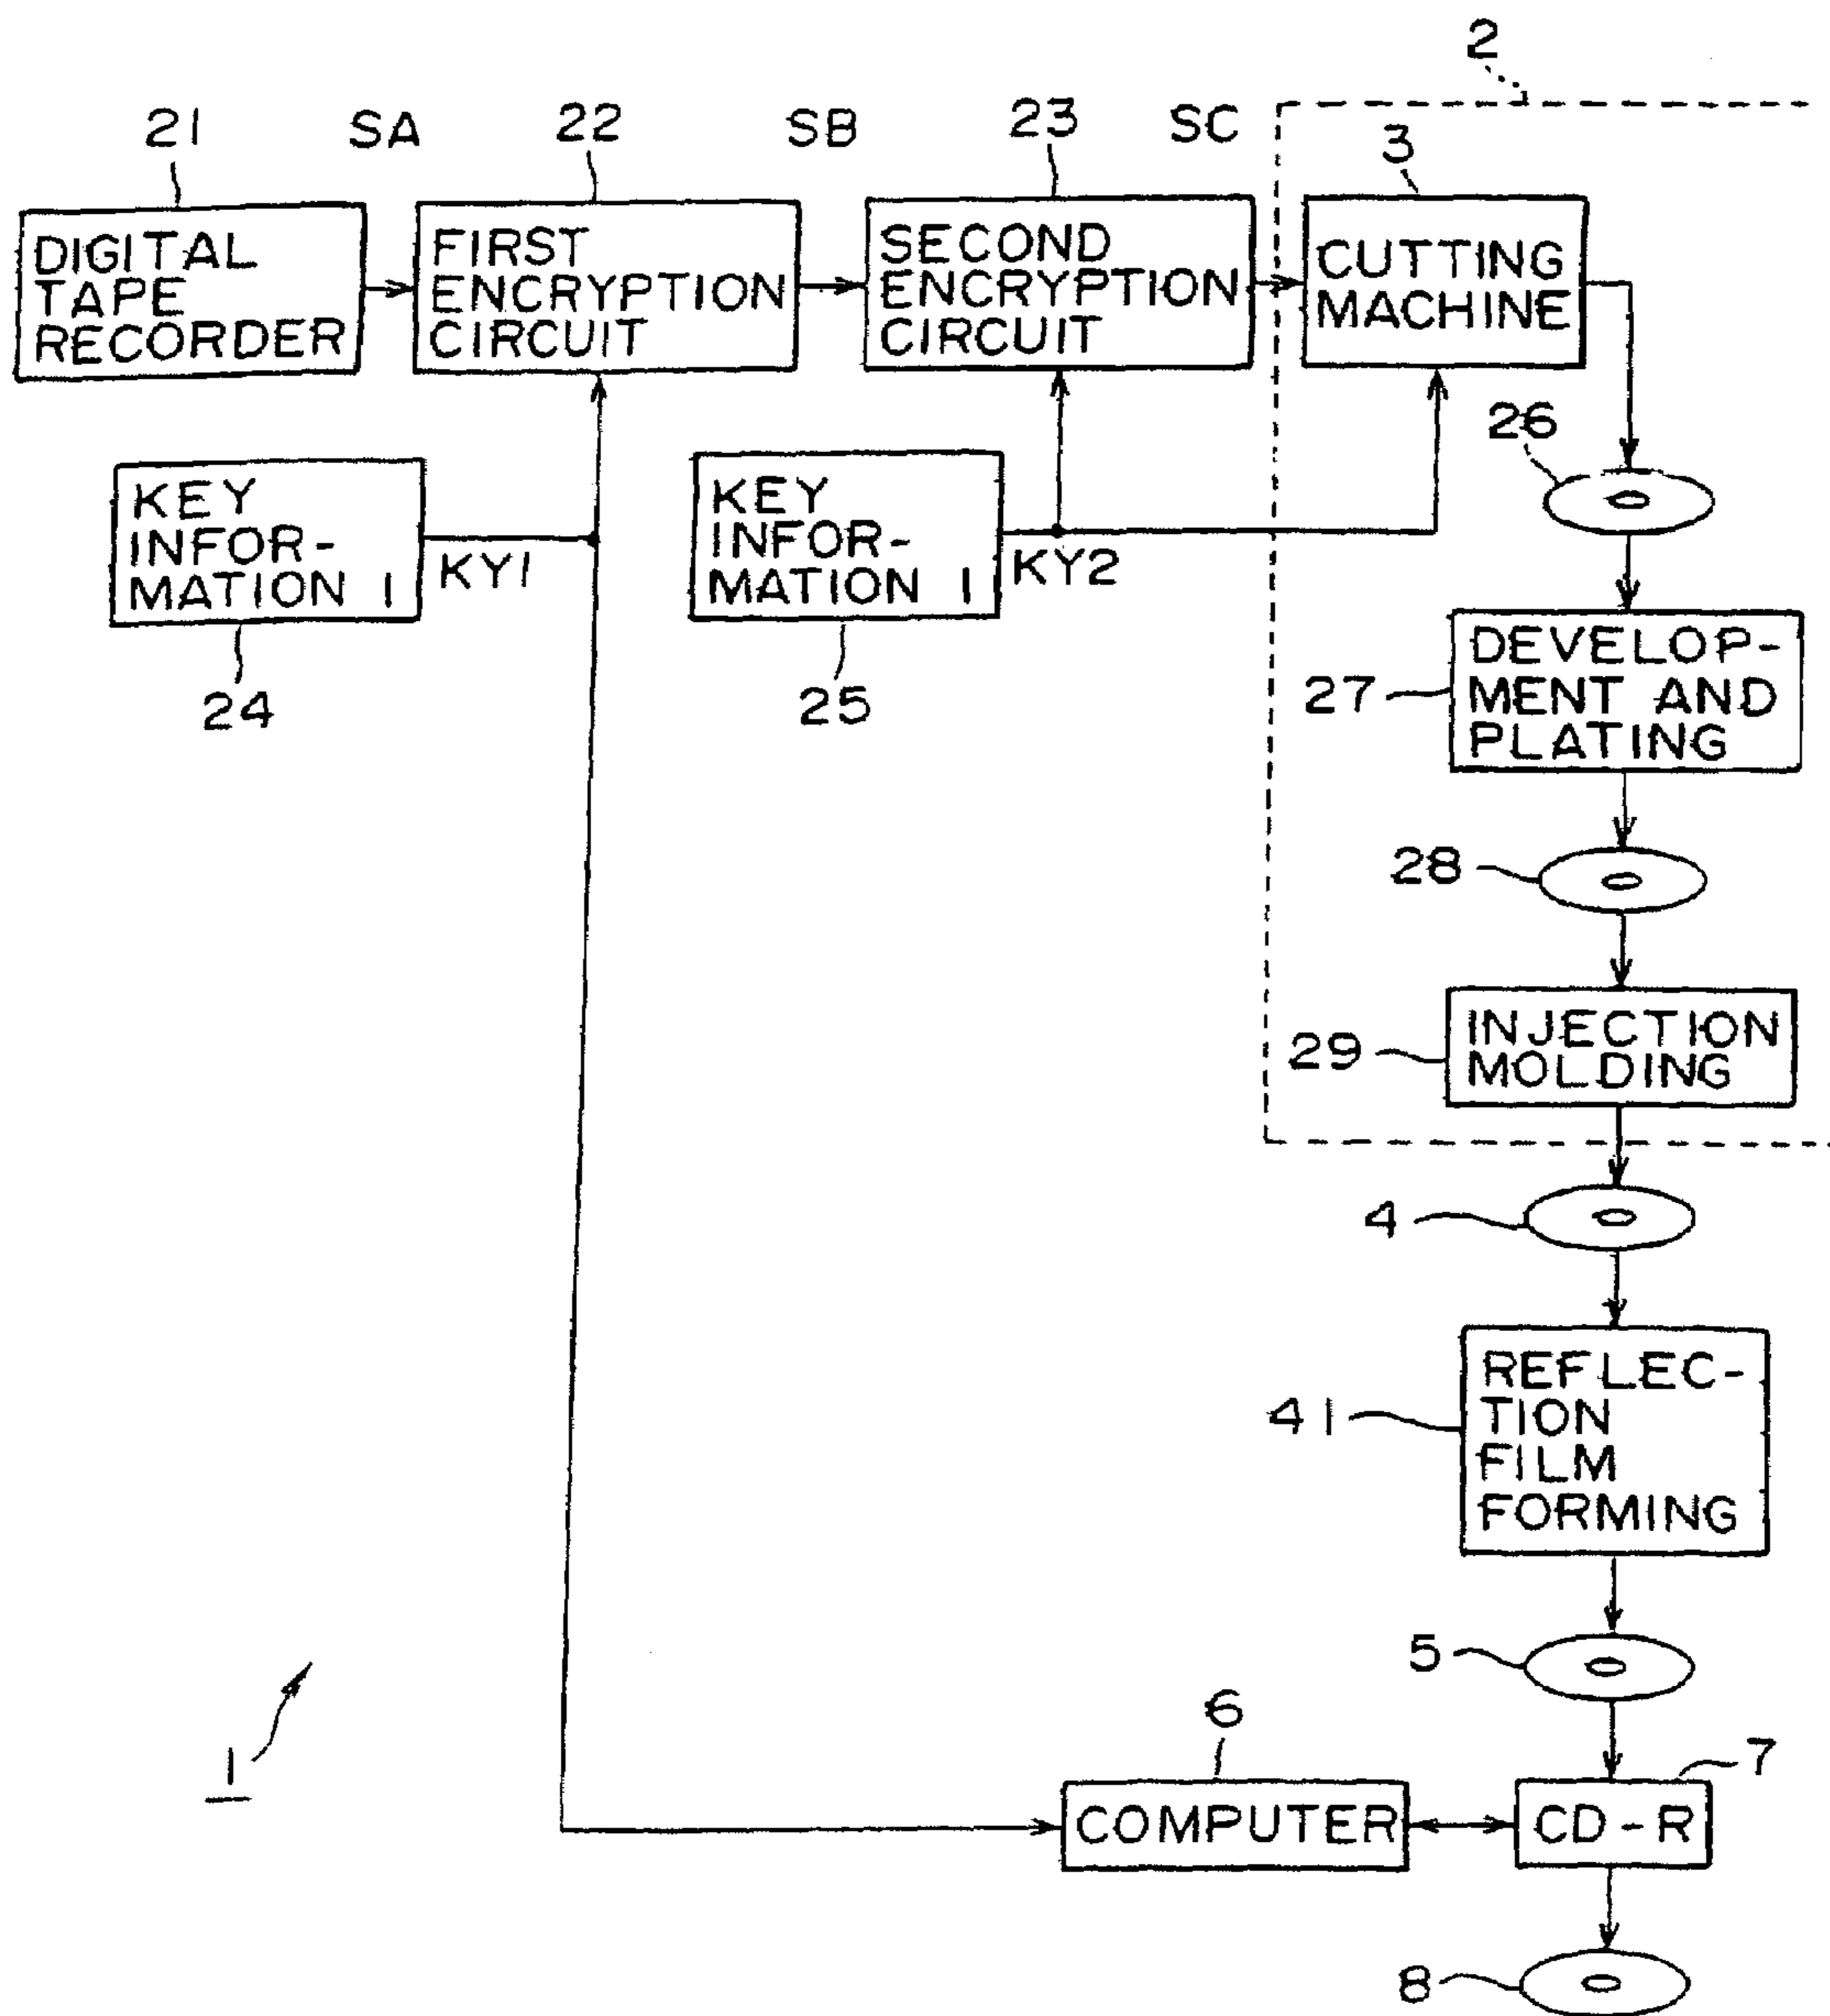 2
21 SA 22 SB 23 SC
3
DIGITAL
TAPE
RECORDER
FIRST
ENCRYPTION
CIRCUIT
SECOND
ENCRYPTION
CIRCUIT
CUTTING
MACHINE
26
KEY
INFOR-
MATION 1
KY1
24
KEY
INFOR-
MATION 1
KY2
25
27
DEVELOP-
MENT AND
PLATING
28
29
INJECTION
MOLDING
4
41
REFLEC-
TION
FILM
FORMING
5
1
6
COMPUTER
7
CD-R
8